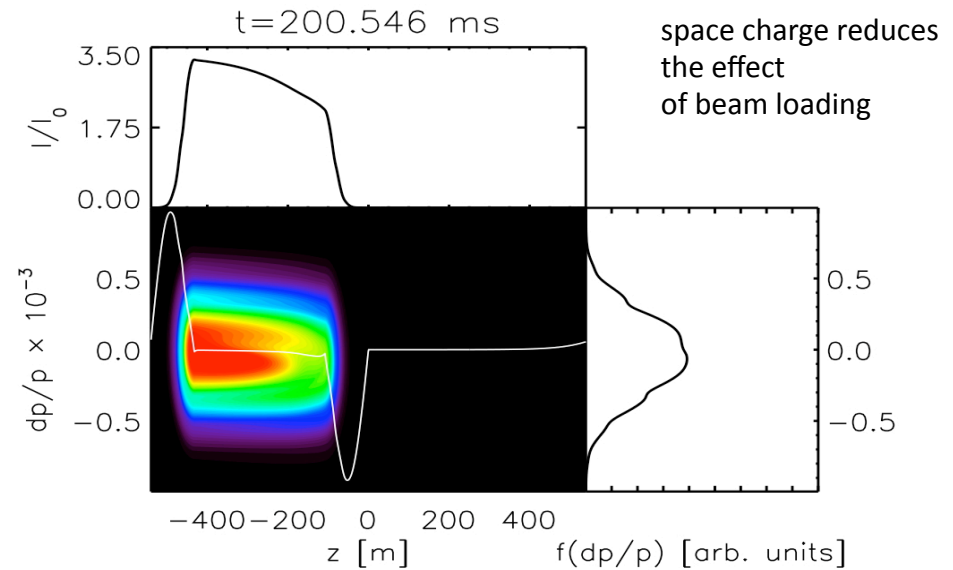 t=200.546 ms
space charge reduces
the effect
of beam loading
3.50
1.75
0.00
I/I₀
0.5
0.0
−0.5
dp/p × 10⁻³
0.5
0.0
−0.5
−400 −200 0 200 400
z [m]
f(dp/p) [arb. units]